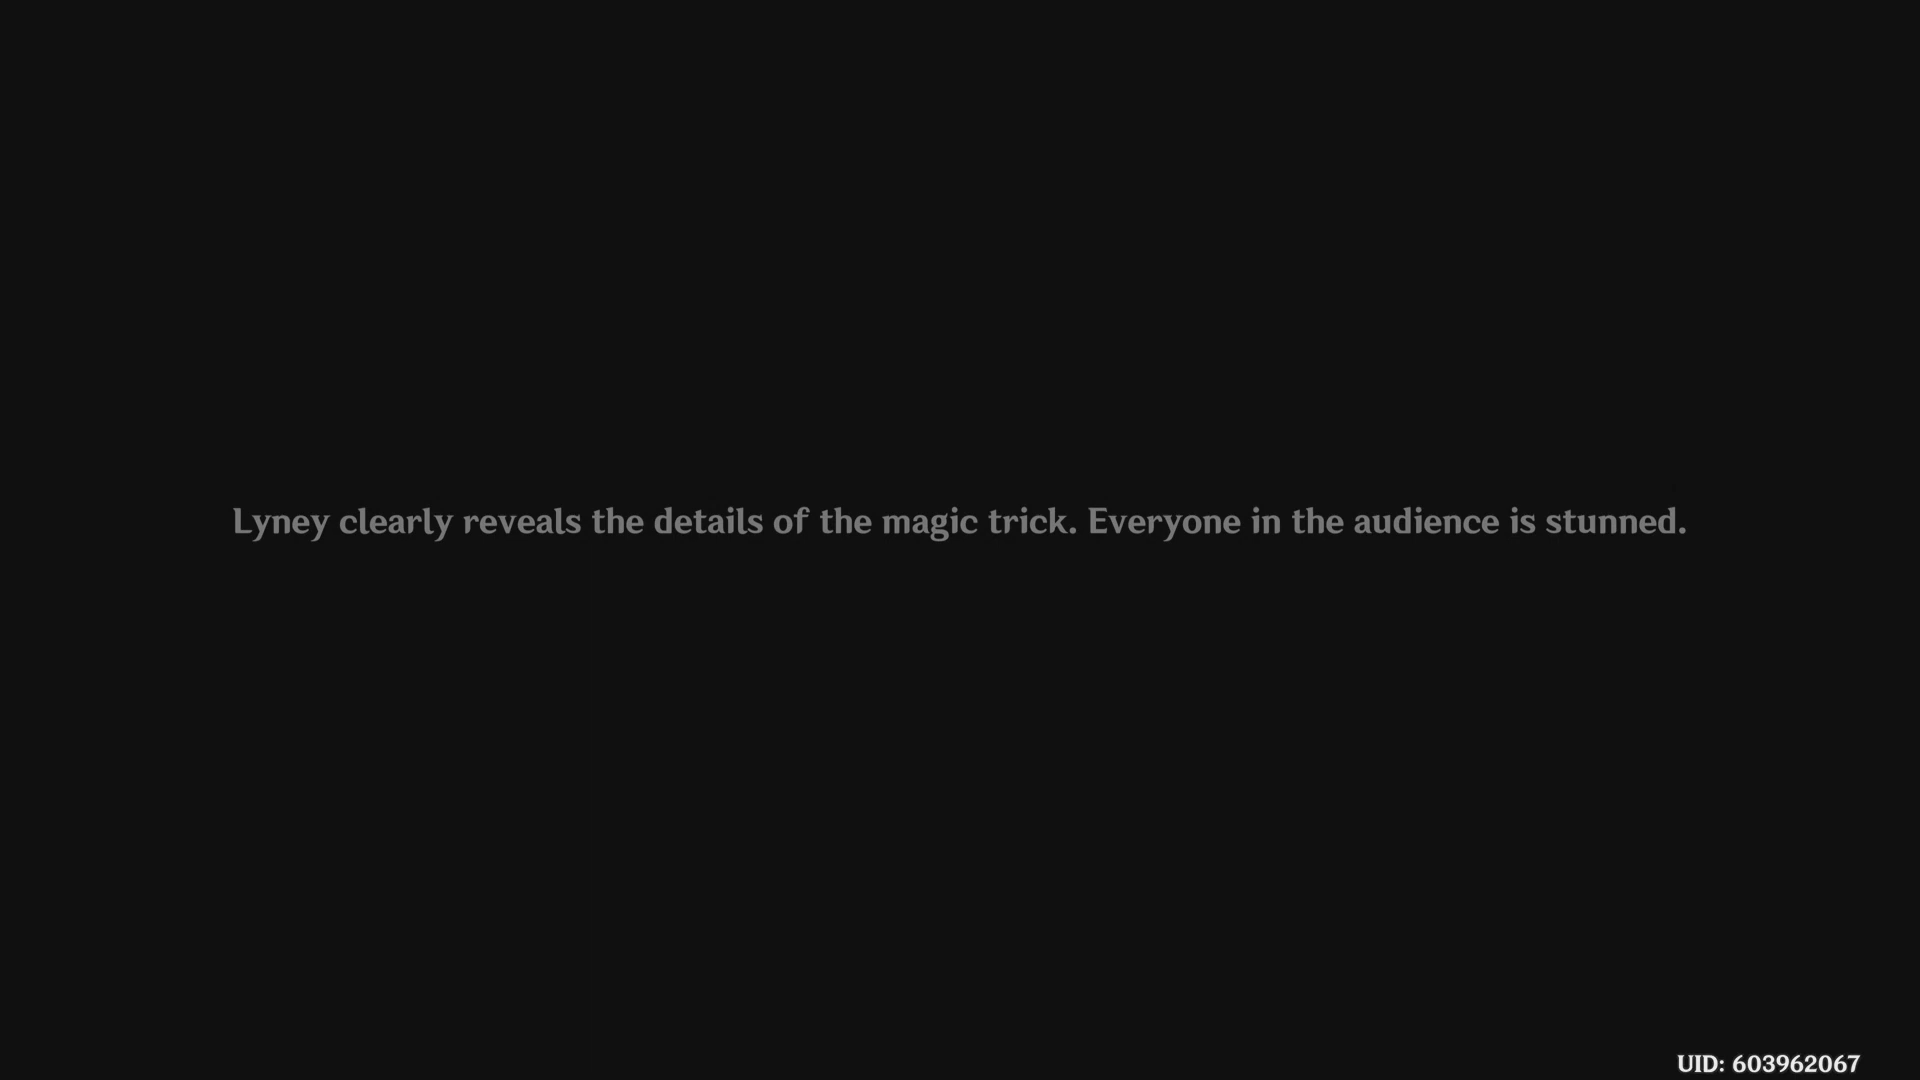 Lyney clearly reveals the details of the magic trick. Everyone in the audience is stunned.
UID: 603962067